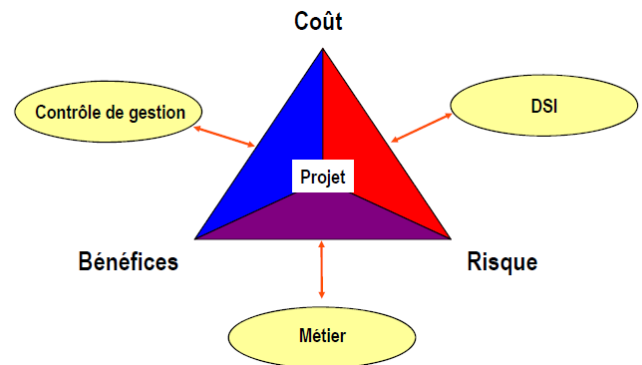 Coût
Contrôle de gestion
DSI
Projet
Bénéfices
Risque
Métier